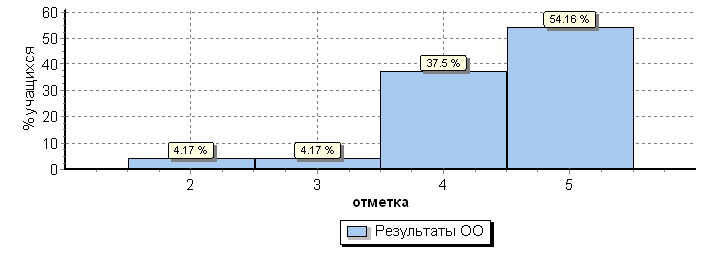 60
50
40
30
20
10
0
% учащихся
4.17 %
4.17 %
37.5 %
54.16 %
2 3 4 5
отметка
Результаты ОО